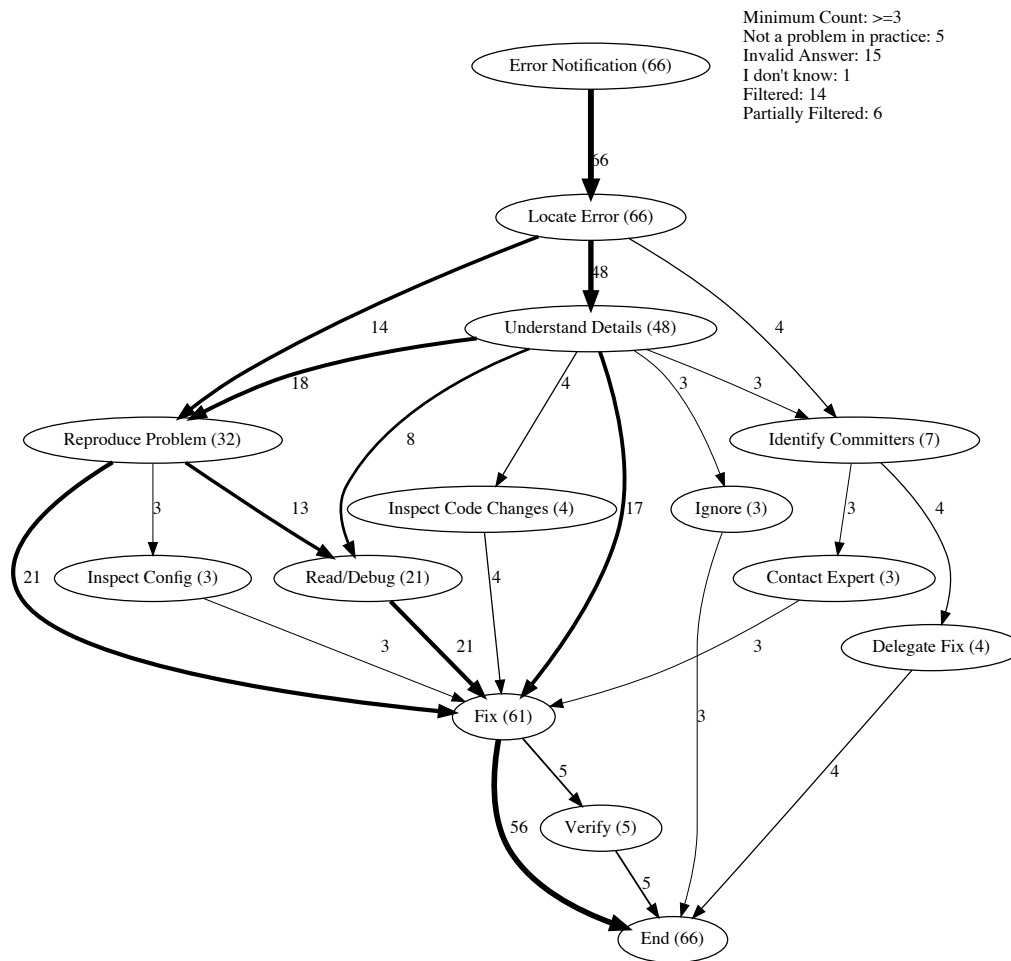 Minimum Count: >=3
Not a problem in practice: 5
Invalid Answer: 15
I don't know: 1
Filtered: 14
Partially Filtered: 6
Error Notification (66)
66
Locate Error (66)
48
Understand Details (48)
14
4
18
4
3
3
8
Reproduce Problem (32)
Identify Committers (7)
3
13
Inspect Code Changes (4)
17
Ignore (3)
3
4
21
Inspect Config (3)
Read/Debug (21)
4
Contact Expert (3)
3
21
3
Delegate Fix (4)
Fix (61)
3
5
4
56
Verify (5)
5
End (66)